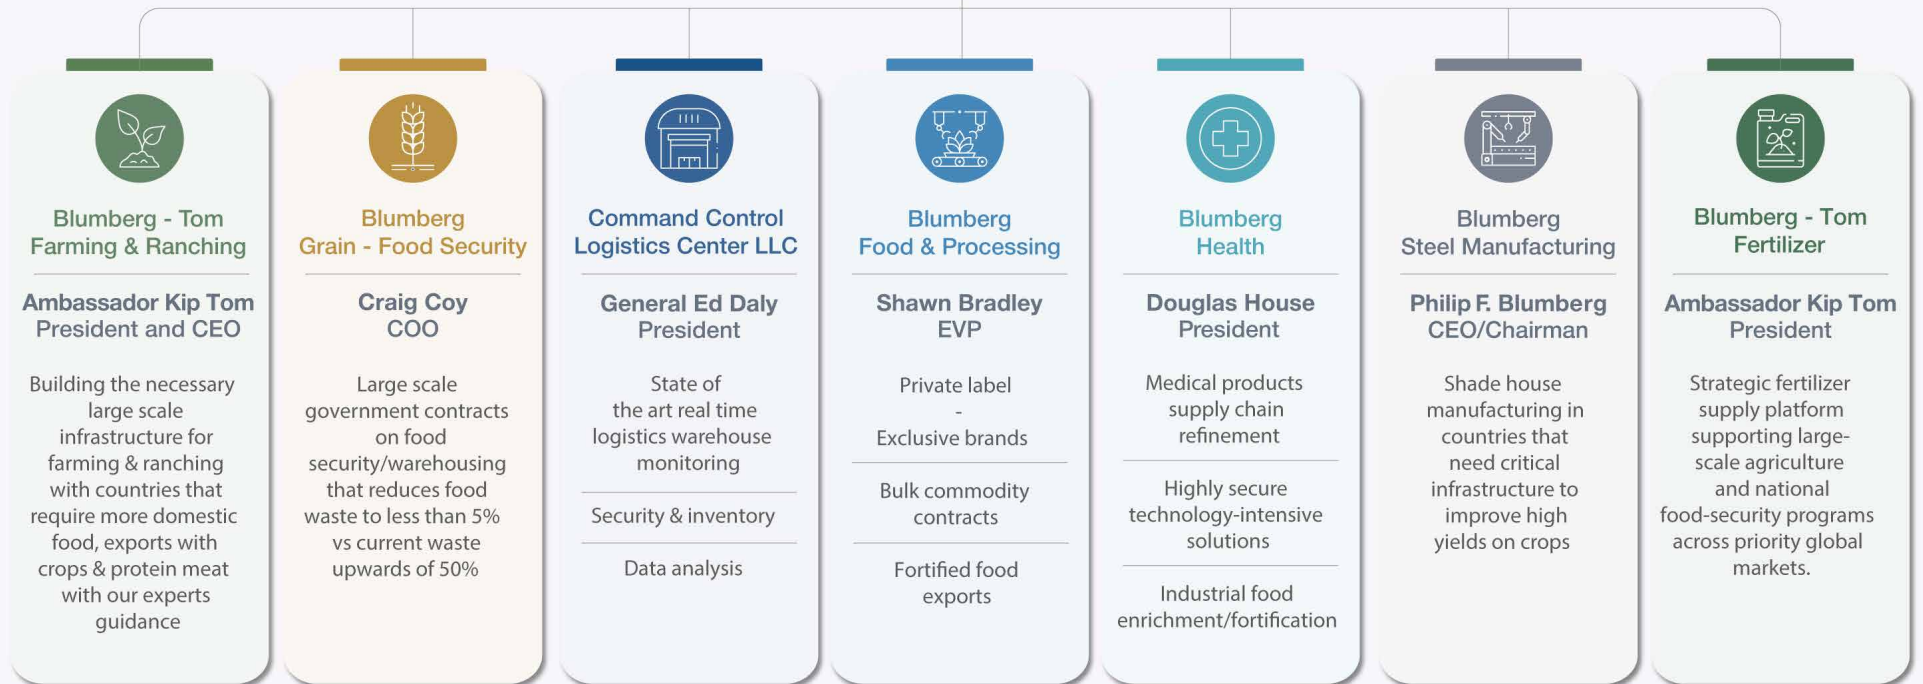 Blumberg - Tom
Farming & Ranching
Ambassador Kip Tom
President and CEO
Building the necessary
large scale
infrastructure for
farming & ranching
with countries that
require more domestic
food, exports with
crops & protein meat
with our experts
guidance
Blumberg
Grain - Food Security
Craig Coy
COO
Large scale
government contracts
on food
security/warehousing
that reduces food
waste to less than 5%
vs current waste
upwards of 50%
Command Control
Logistics Center LLC
General Ed Daly
President
State of
the art real time
logistics warehouse
monitoring
Security & inventory
Data analysis
Blumberg
Food & Processing
Shawn Bradley
EVP
Private label
-
Exclusive brands
Bulk commodity
contracts
Fortified food
exports
Blumberg
Health
Douglas House
President
Medical products
supply chain
refinement
Highly secure
technology-intensive
solutions
Industrial food
enrichment/fortification
Blumberg
Steel Manufacturing
Philip F. Blumberg
CEO/Chairman
Shade house
manufacturing in
countries that
need critical
infrastructure to
improve high
yields on crops
Blumberg - Tom
Fertilizer
Ambassador Kip Tom
President
Strategic fertilizer
supply platform
supporting large-
scale agriculture
and national
food-security programs
across priority global
markets.